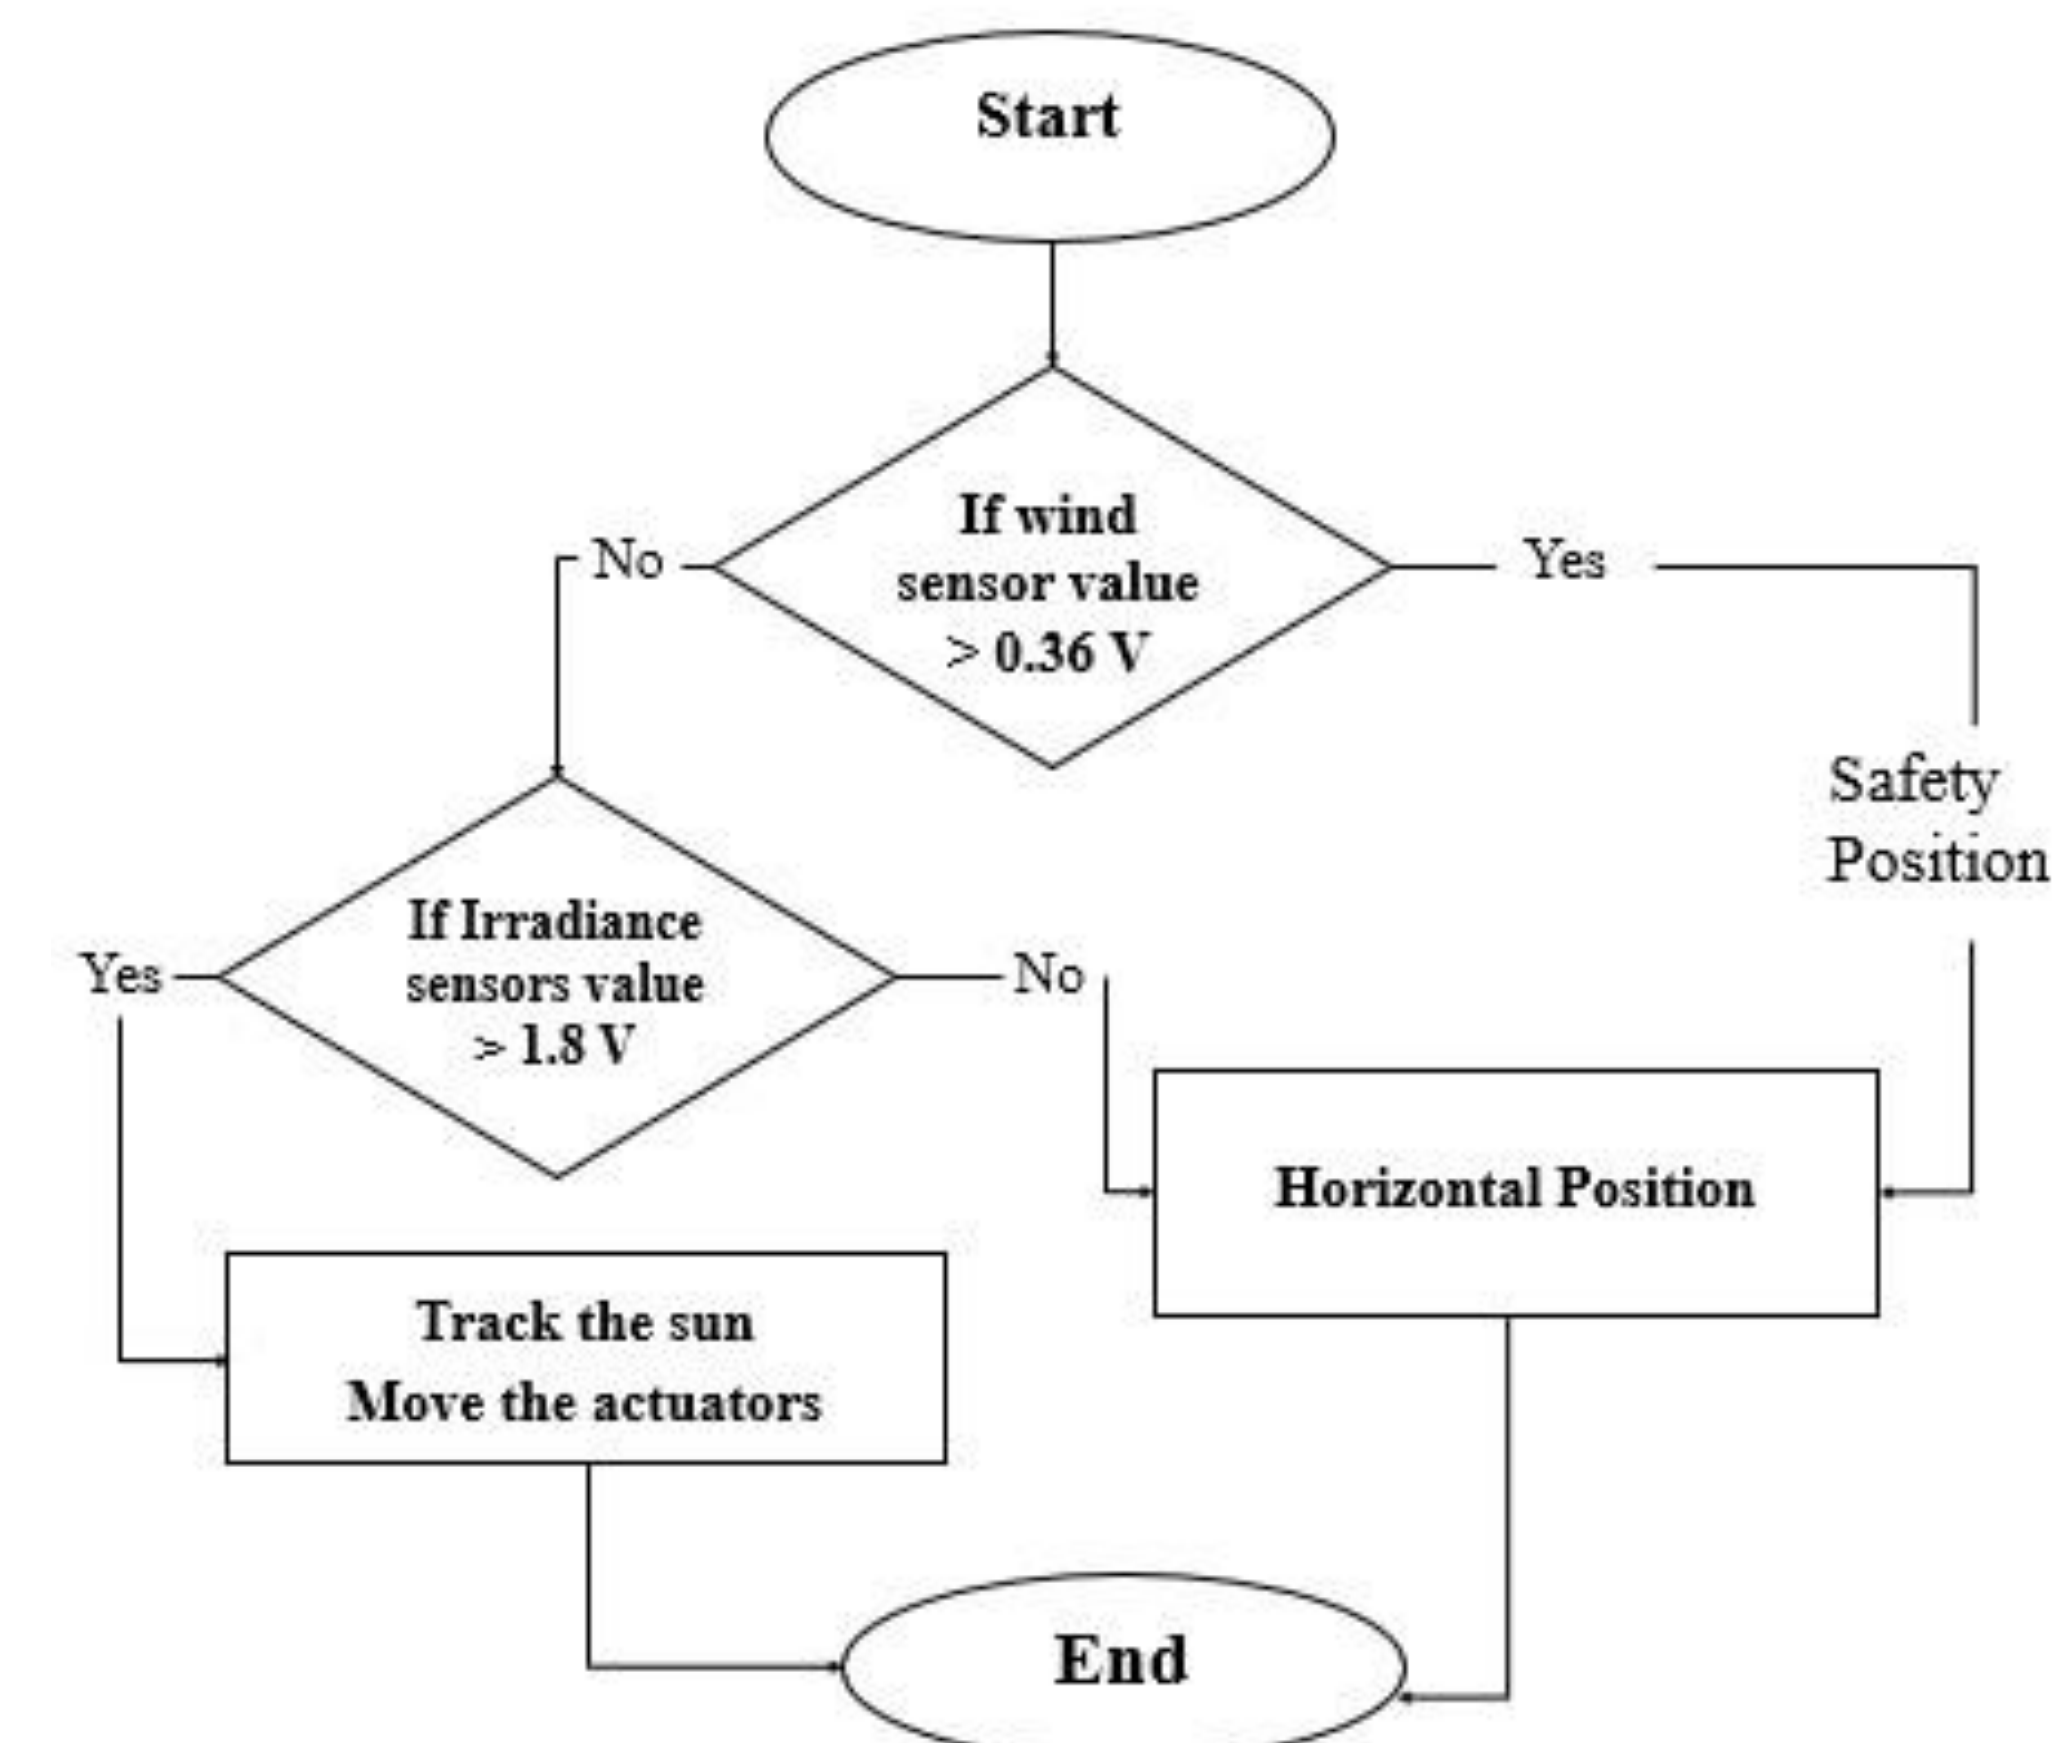 Start
If wind
sensor value
> 0.36 V
No
Yes
Safety
Position
If Irradiance
sensors value
> 1.8 V
Yes
No
Horizontal Position
Track the sun
Move the actuators
End